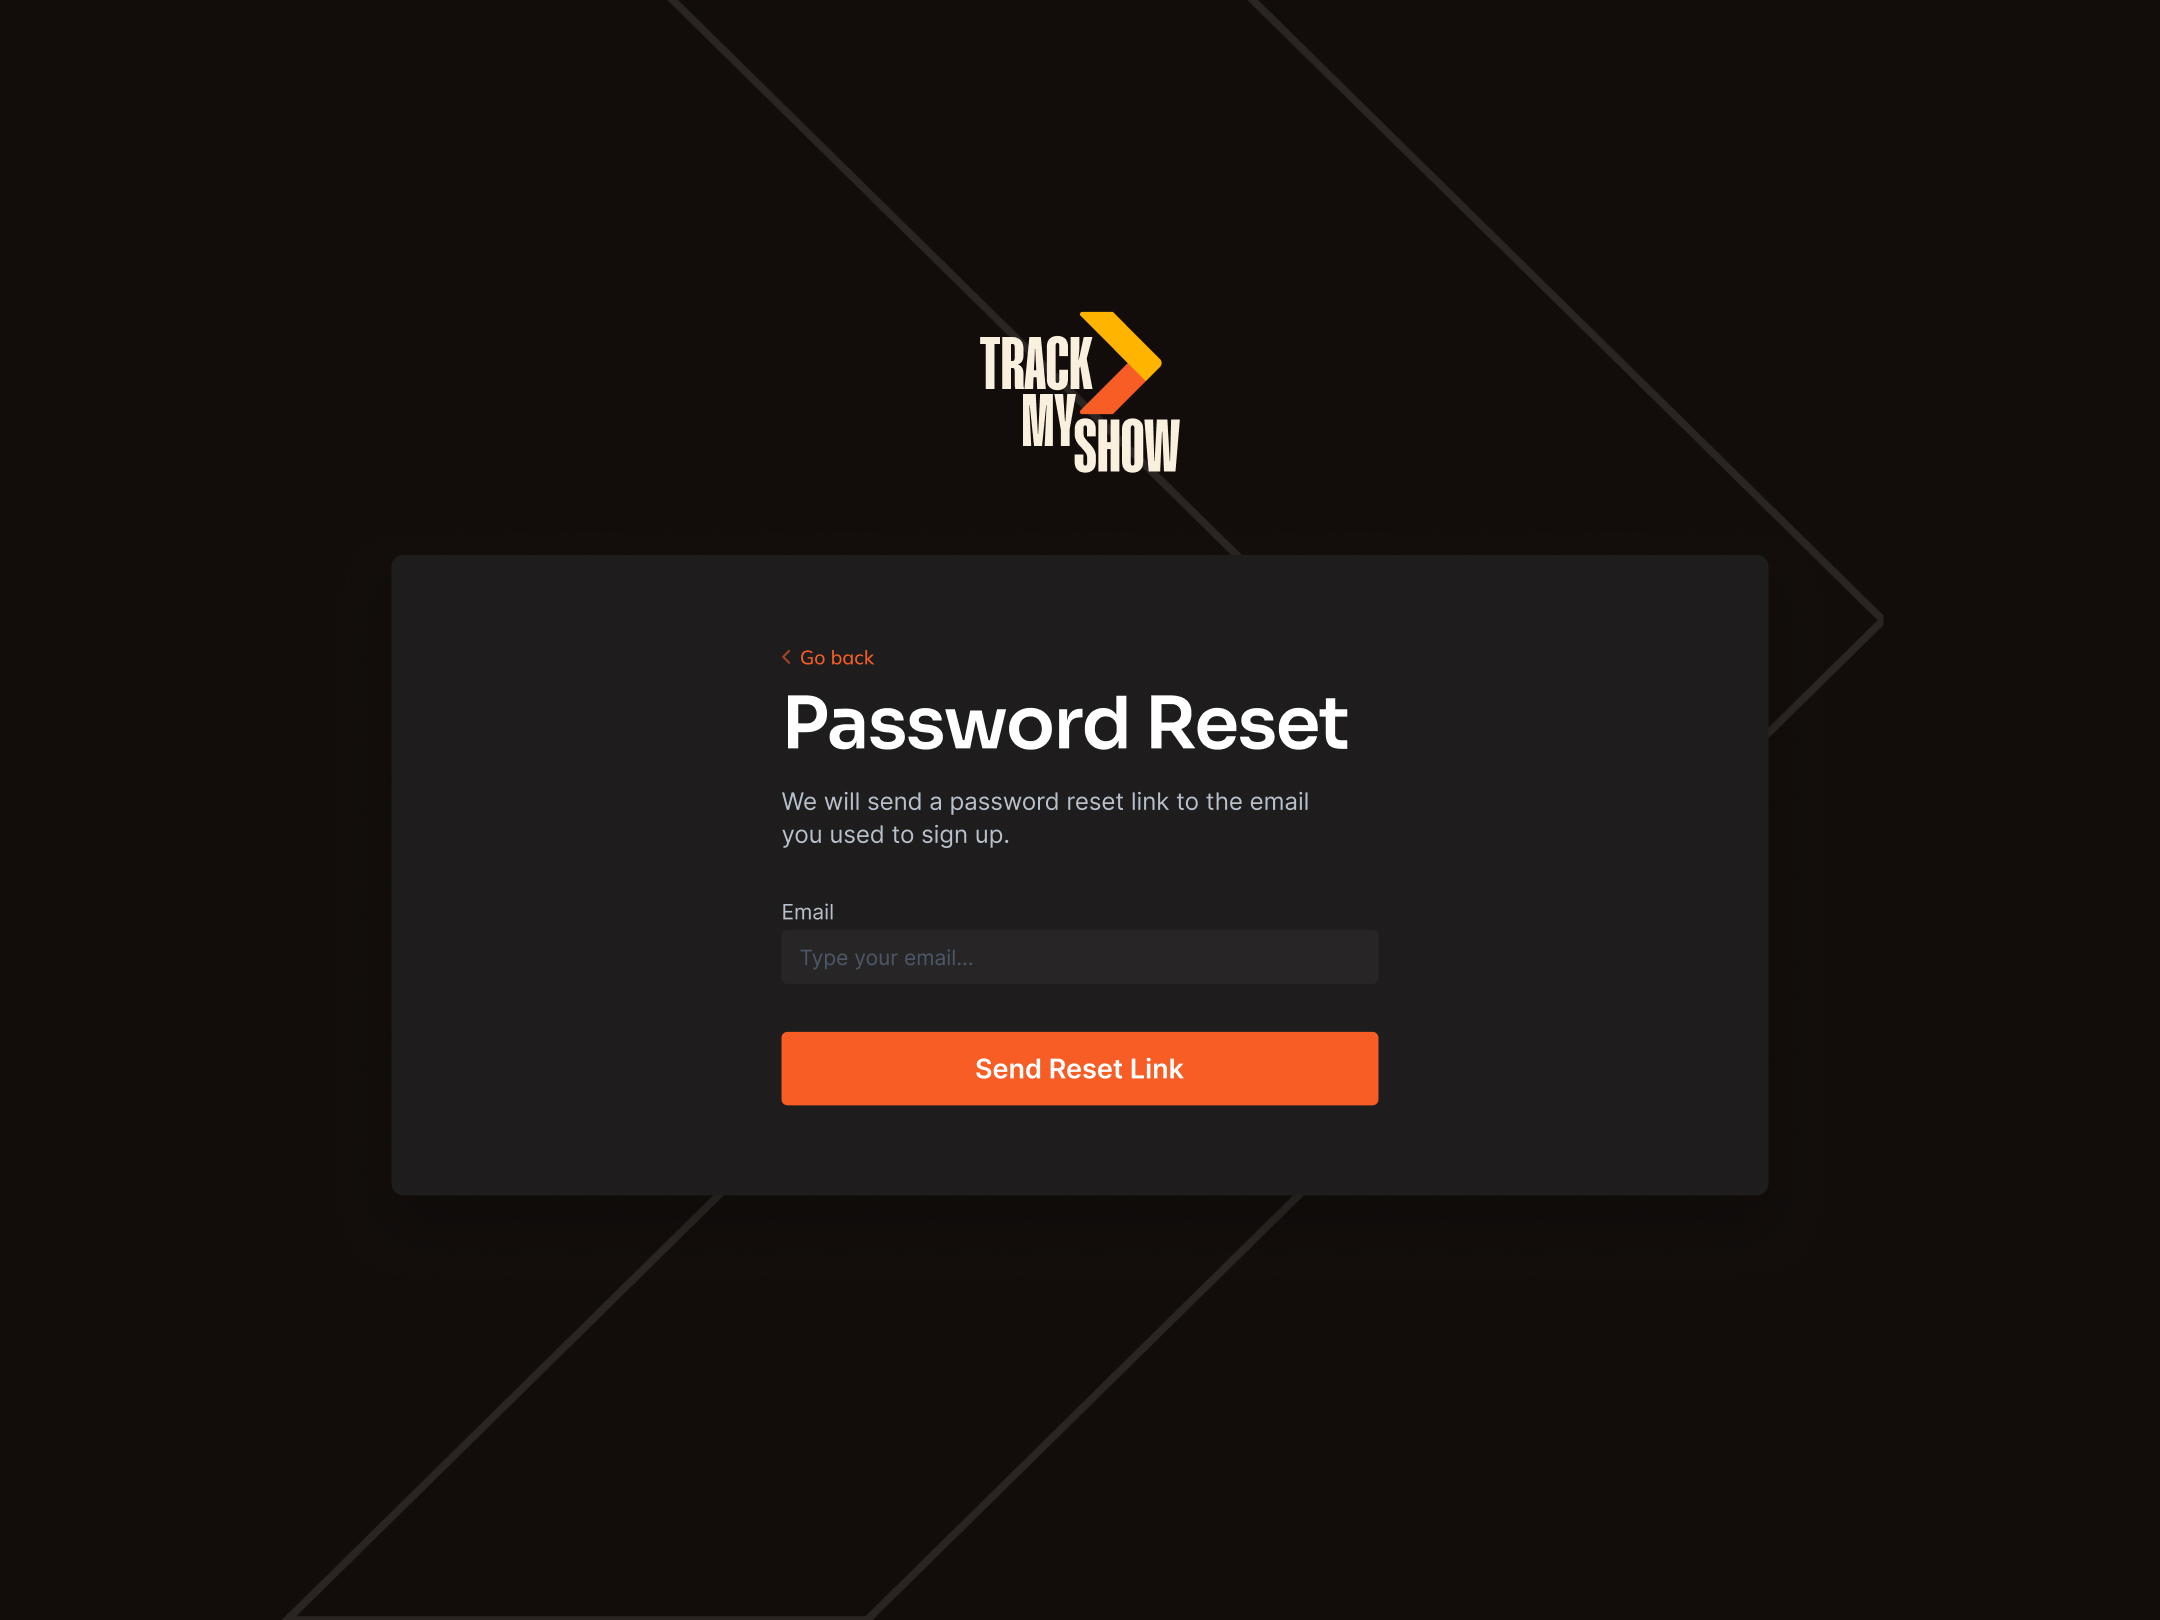 TRACK
MY
SHOW
Go back
Password Reset
We will send a password reset link to the email
you used to sign up.
Email
Type your email...
Send Reset Link